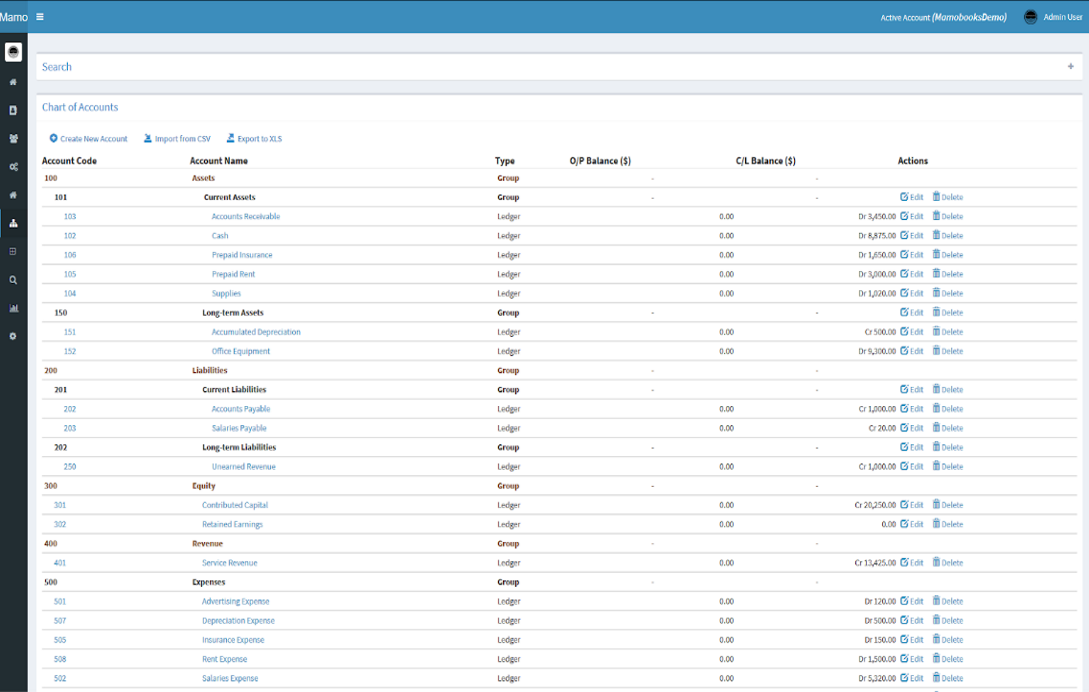 Mamo Active Account (MamobooksDemo) Admin User
Search +
Chart of Accounts
Create New Account Import from CSV Export to XLS
Account Code Account Name Type O/P Balance ($) C/L Balance ($) Actions
100 Assets Group - -
101 Current Assets Group - - Edit Delete
103 Accounts Receivable Ledger 0.00 Dr 3,450.00 Edit Delete
102 Cash Ledger 0.00 Dr 8,875.00 Edit Delete
106 Prepaid Insurance Ledger 0.00 Dr 1,650.00 Edit Delete
105 Prepaid Rent Ledger 0.00 Dr 3,000.00 Edit Delete
104 Supplies Ledger 0.00 Dr 1,020.00 Edit Delete
150 Long-term Assets Group - - Edit Delete
151 Accumulated Depreciation Ledger 0.00 Cr 500.00 Edit Delete
152 Office Equipment Ledger 0.00 Dr 9,300.00 Edit Delete
200 Liabilities Group - -
201 Current Liabilities Group - - Edit Delete
202 Accounts Payable Ledger 0.00 Cr 1,000.00 Edit Delete
203 Salaries Payable Ledger 0.00 Cr 20.00 Edit Delete
202 Long-term Liabilities Group - - Edit Delete
250 Unearned Revenue Ledger 0.00 Cr 1,000.00 Edit Delete
300 Equity Group - -
301 Contributed Capital Ledger 0.00 Cr 20,250.00 Edit Delete
302 Retained Earnings Ledger 0.00 0.00 Edit Delete
400 Revenue Group - -
401 Service Revenue Ledger 0.00 Cr 13,425.00 Edit Delete
500 Expenses Group - -
501 Advertising Expense Ledger 0.00 Dr 120.00 Edit Delete
507 Depreciation Expense Ledger 0.00 Dr 500.00 Edit Delete
505 Insurance Expense Ledger 0.00 Dr 150.00 Edit Delete
508 Rent Expense Ledger 0.00 Dr 1,500.00 Edit Delete
502 Salaries Expense Ledger 0.00 Dr 5,320.00 Edit Delete